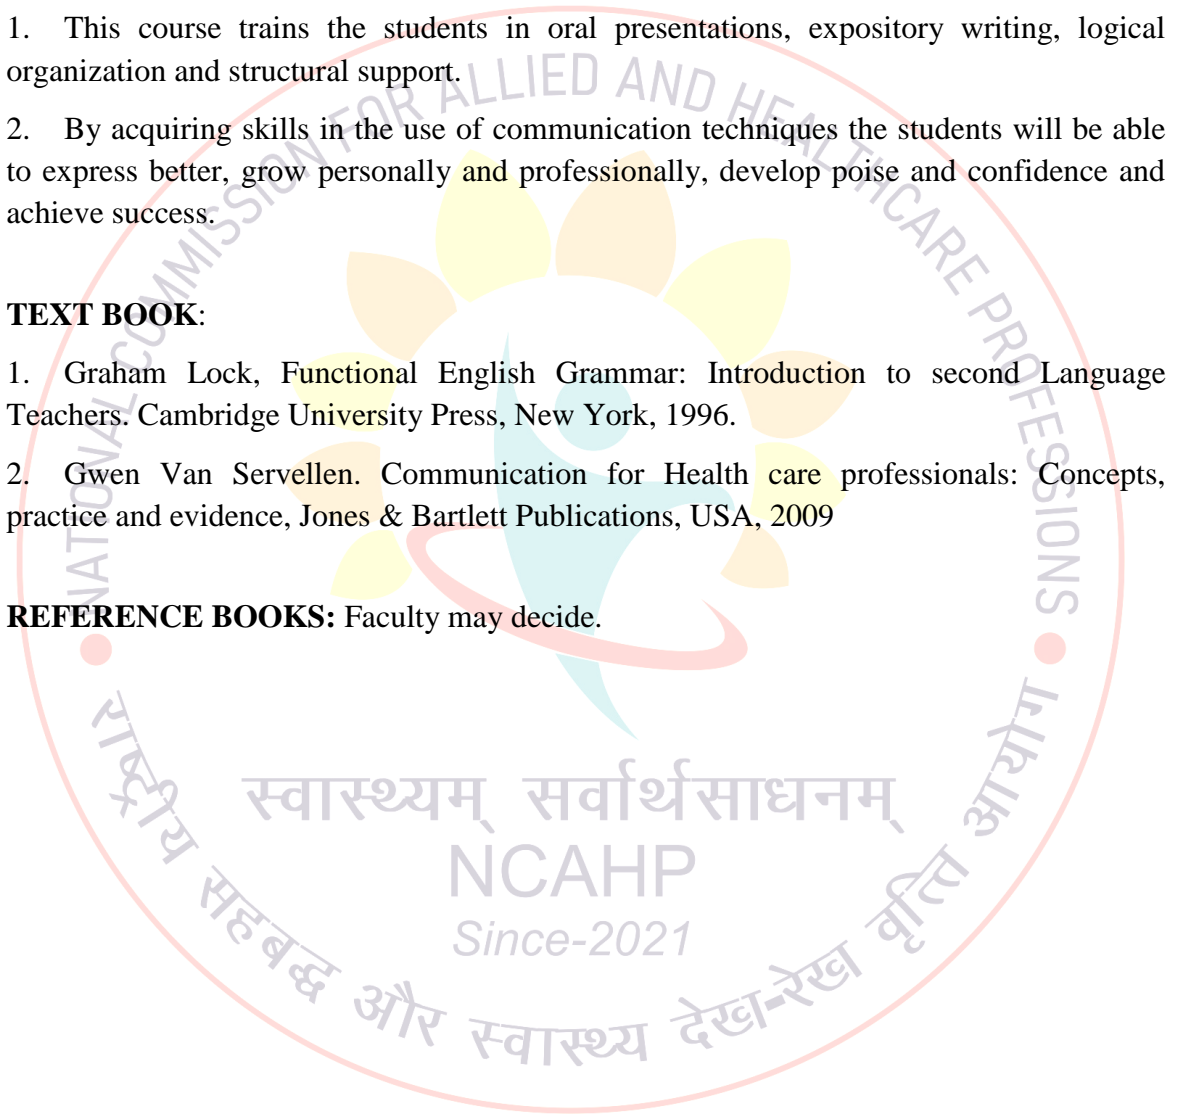 1. This course trains the students in oral presentations, expository writing, logical
organization and structural support.
2. By acquiring skills in the use of communication techniques the students will be able
to express better, grow personally and professionally, develop poise and confidence and
achieve success.
TEXT BOOK:
1. Graham Lock, Functional English Grammar: Introduction to second Language
Teachers. Cambridge University Press, New York, 1996.
2. Gwen Van Servellen. Communication for Health care professionals: Concepts,
practice and evidence, Jones & Bartlett Publications, USA, 2009
REFERENCE BOOKS: Faculty may decide.
NATIONAL COMMISSION FOR ALLIED AND HEALTHCARE PROFESSIONS
स्वास्थ्यम् सर्वार्थसाधनम्
NCAHP
Since-2021
राष्ट्रीय सहबद्ध और स्वास्थ्य देख-रेख वृत्ति आयोग